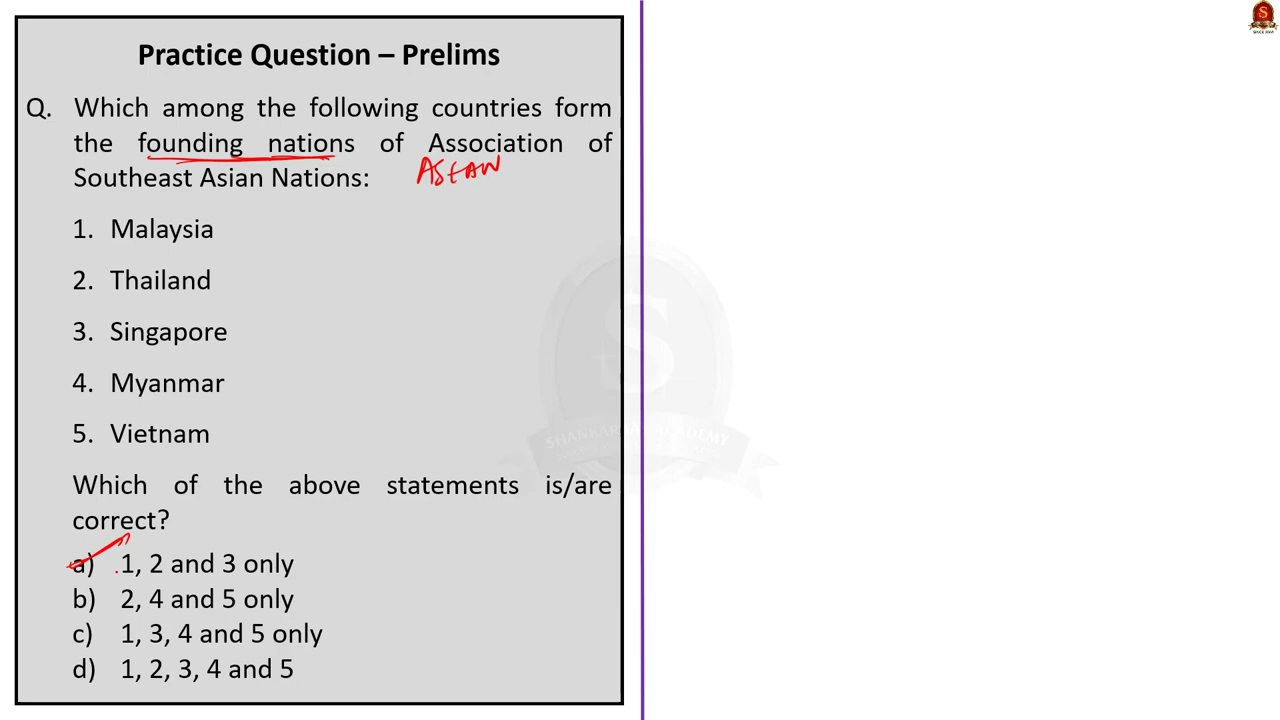 Practice Question – Prelims
Q. Which among the following countries form
the founding nations of Association of
Southeast Asian Nations:
ASEAN
1. Malaysia
2. Thailand
3. Singapore
4. Myanmar
5. Vietnam
Which of the above statements is/are
correct?
a) 1, 2 and 3 only
b) 2, 4 and 5 only
c) 1, 3, 4 and 5 only
d) 1, 2, 3, 4 and 5
S